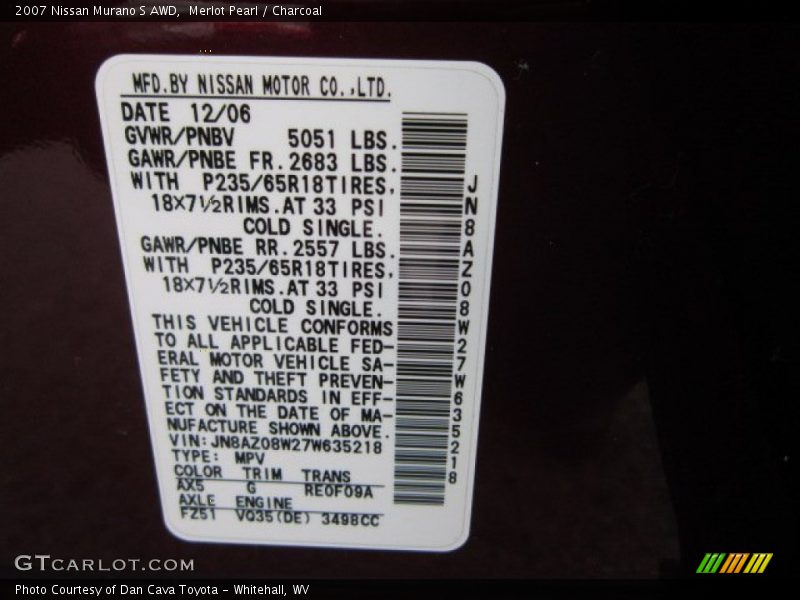 2007 Nissan Murano S AWD,  Merlot Pearl / Charcoal
MFD.BY NISSAN MOTOR CO.,LTD.
DATE 12/06
GVWR/PNBV 5051 LBS.
GAWR/PNBE FR.2683 LBS.
WITH P235/65R18TIRES,
18×7½RIMS.AT 33 PSI
COLD SINGLE.
GAWR/PNBE RR.2557 LBS.
WITH P235/65R18TIRES,
18×7½RIMS.AT 33 PSI
COLD SINGLE.
THIS VEHICLE CONFORMS
TO ALL APPLICABLE FED-
ERAL MOTOR VEHICLE SA-
FETY AND THEFT PREVEN-
TION STANDARDS IN EFF-
ECT ON THE DATE OF MA-
NUFACTURE SHOWN ABOVE.
VIN:JN8AZ08W27W635218
TYPE: MPV
COLOR TRIM TRANS
AX5 G RE0F09A
AXLE ENGINE
FZ51 VQ35(DE) 3498CC
JN8AZ08W27W635218
GTCARLOT.COM
Photo Courtesy of Dan Cava Toyota - Whitehall, WV